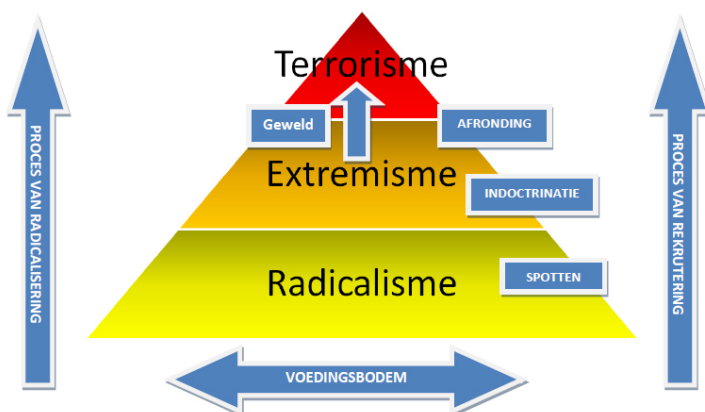 Terrorisme
Geweld
AFRONDING
Extremisme
INDOCTRINATIE
Radicalisme
SPOTTEN
PROCES VAN RADICALISERING
PROCES VAN REKRUTERING
VOEDINGSBODEM